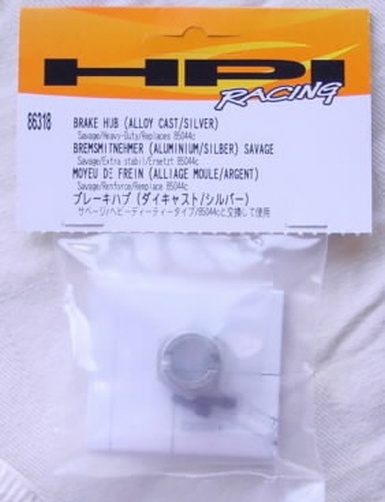 HPI
RACING
86318 BRAKE HUB (ALLOY CAST/SILVER)
Savage/Heavy-Duty/Replaces 85044c
BREMSMITNEHMER (ALUMINIUM/SILBER) SAVAGE
Savage/Extra stabil/Ersetzt 85044c
MOYEU DE FREIN (ALLIAGE MOULE/ARGENT)
Savage/Renforce/Remplace 85044c
ブレーキハブ (ダイキャスト/シルバー)
サベージ/ヘビーデューティータイプ/85044cと交換して使用